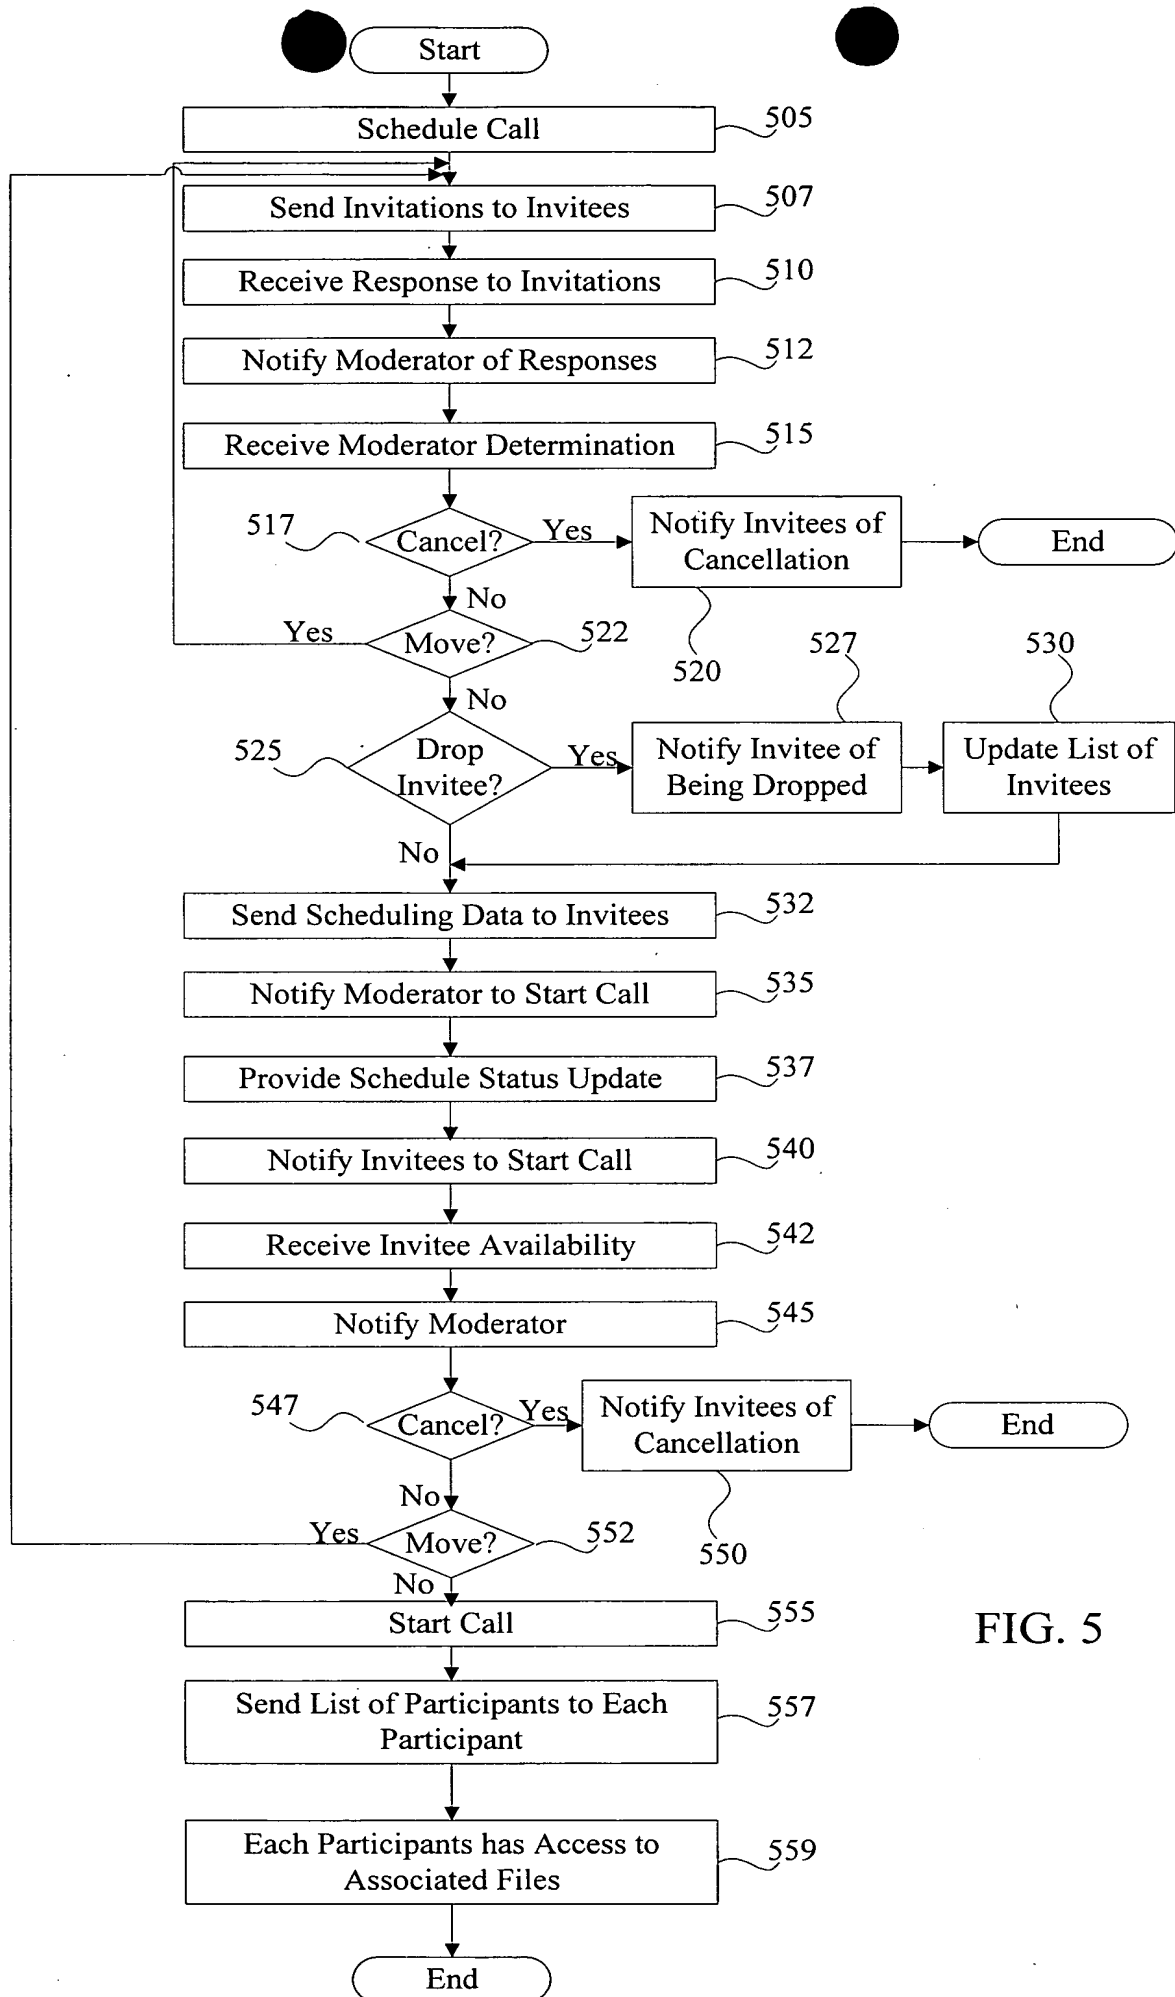 Start
Schedule Call
505
Send Invitations to Invitees
507
Receive Response to Invitations
510
Notify Moderator of Responses
512
Receive Moderator Determination
515
517
Cancel?
Yes
Notify Invitees of
Cancellation
End
No
520
Yes
Move?
522
527
530
No
525
Drop
Invitee?
Yes
Notify Invitee of
Being Dropped
Update List of
Invitees
No
Send Scheduling Data to Invitees
532
Notify Moderator to Start Call
535
Provide Schedule Status Update
537
Notify Invitees to Start Call
540
Receive Invitee Availability
542
Notify Moderator
545
547
Cancel?
Yes
Notify Invitees of
Cancellation
End
No
Yes
Move?
552
550
No
Start Call
555
FIG. 5
Send List of Participants to Each
Participant
557
Each Participants has Access to
Associated Files
559
End